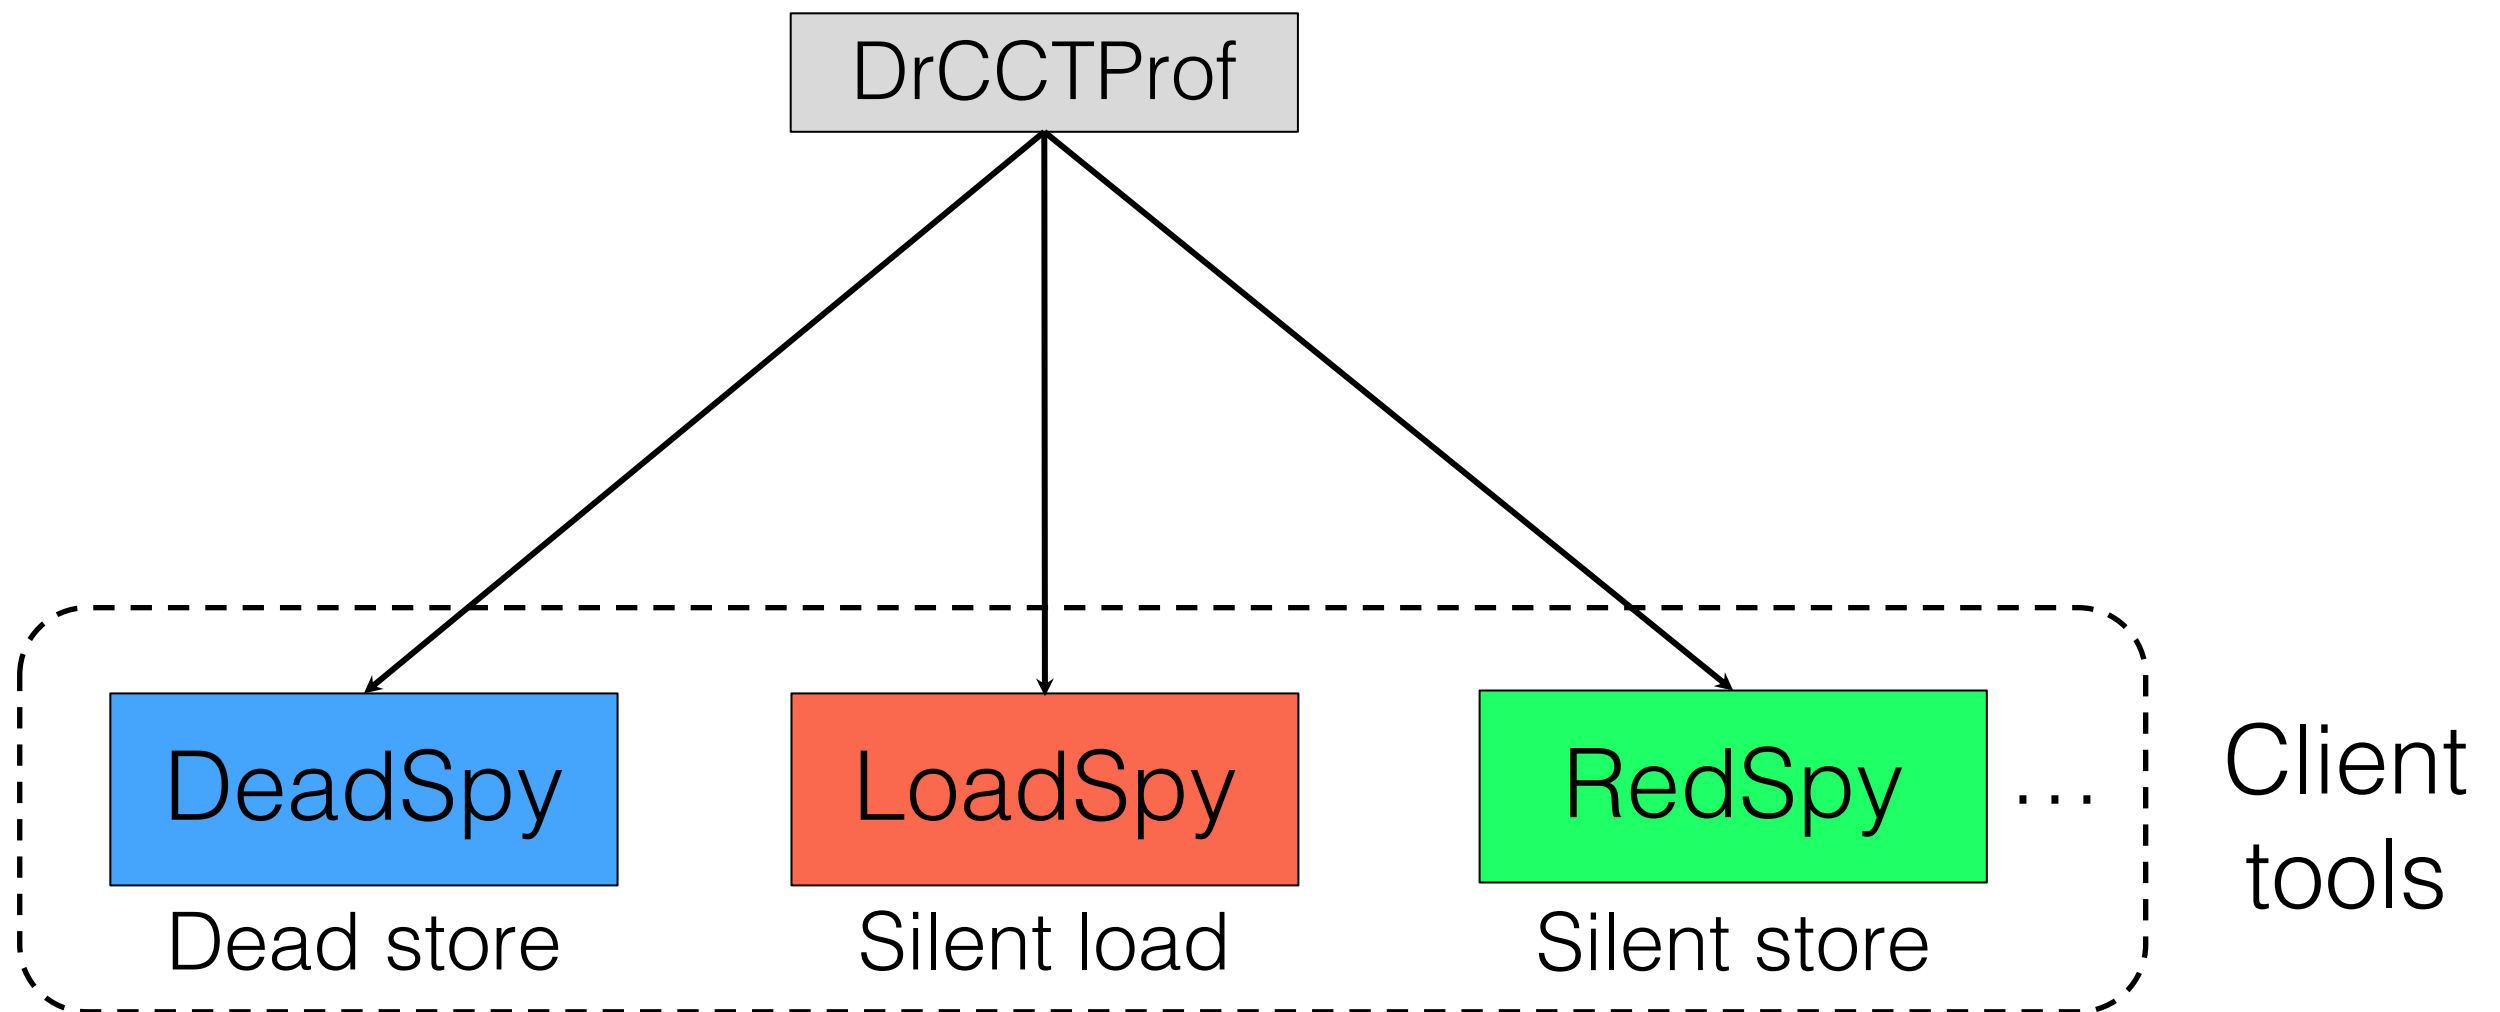 DrCCTProf
DeadSpy
LoadSpy
RedSpy
...
Client
tools
Dead store
Silent load
Silent store